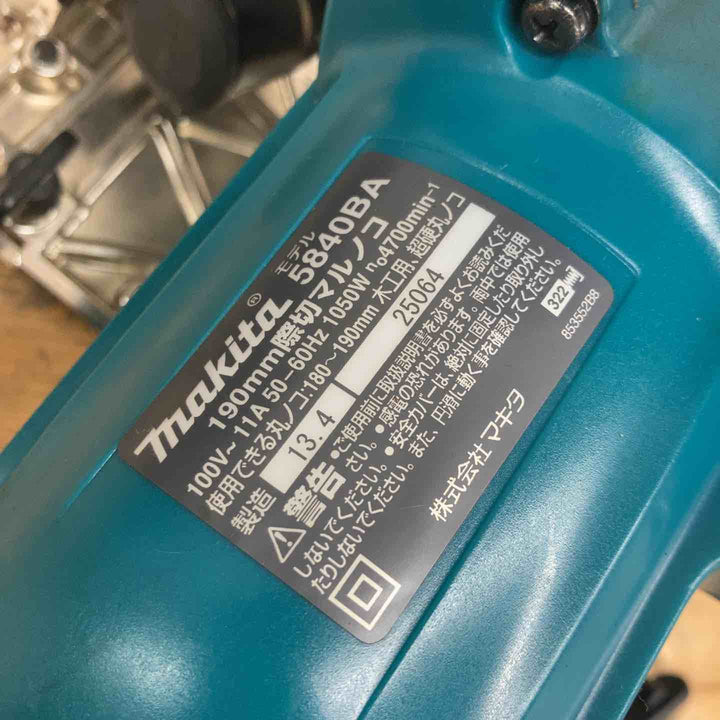 makita® モデル 5840BA
190mm際切マルノコ
100V~ 11A 50-60Hz 1050W no4700min-1
使用できる丸ノコ:180~190mm 木工用、超硬丸ノコ
製造 13.4 25064
警告 •ご使用前に取扱説明書を必ずよくお読みくだ
さい。•感電の恐れがあります。雨中では使用
しないでください。•安全カバーは、絶対に固定したり取り外し
たりしないでください。また、円滑に動く事を確認してください。
株式会社 マキタ
322
853552B8